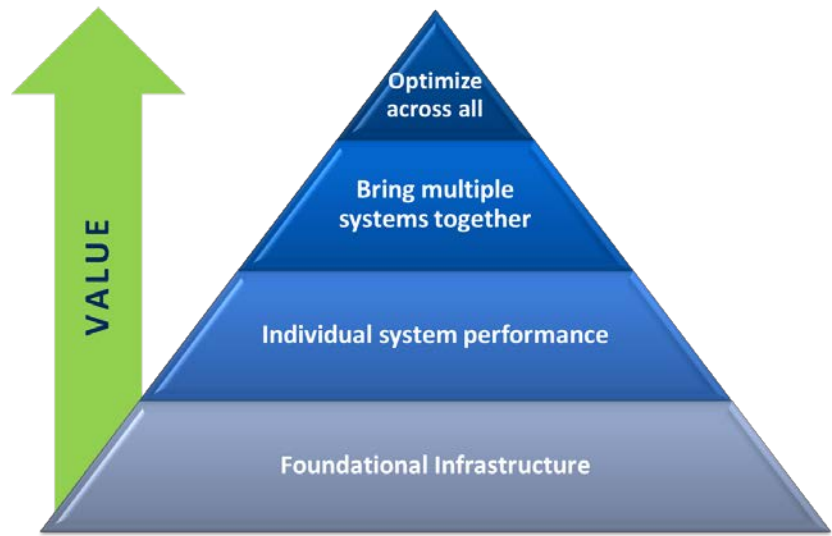 Optimize
across all
Bring multiple
systems together
VALUE
Individual system performance
Foundational Infrastructure